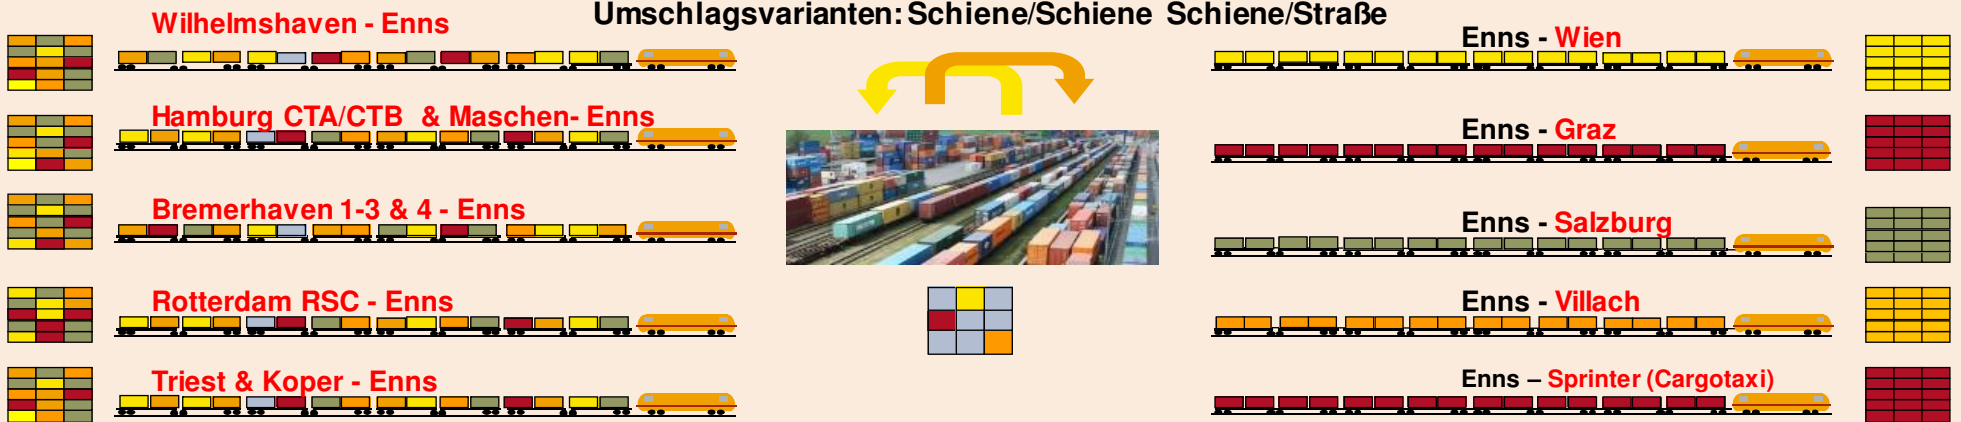 Umschlagsvarianten: Schiene/Schiene Schiene/Straße
Wilhelmshaven - Enns
Hamburg CTA/CTB & Maschen- Enns
Bremerhaven 1-3 & 4 - Enns
Rotterdam RSC - Enns
Triest & Koper - Enns
Enns - Wien
Enns - Graz
Enns - Salzburg
Enns - Villach
Enns – Sprinter (Cargotaxi)